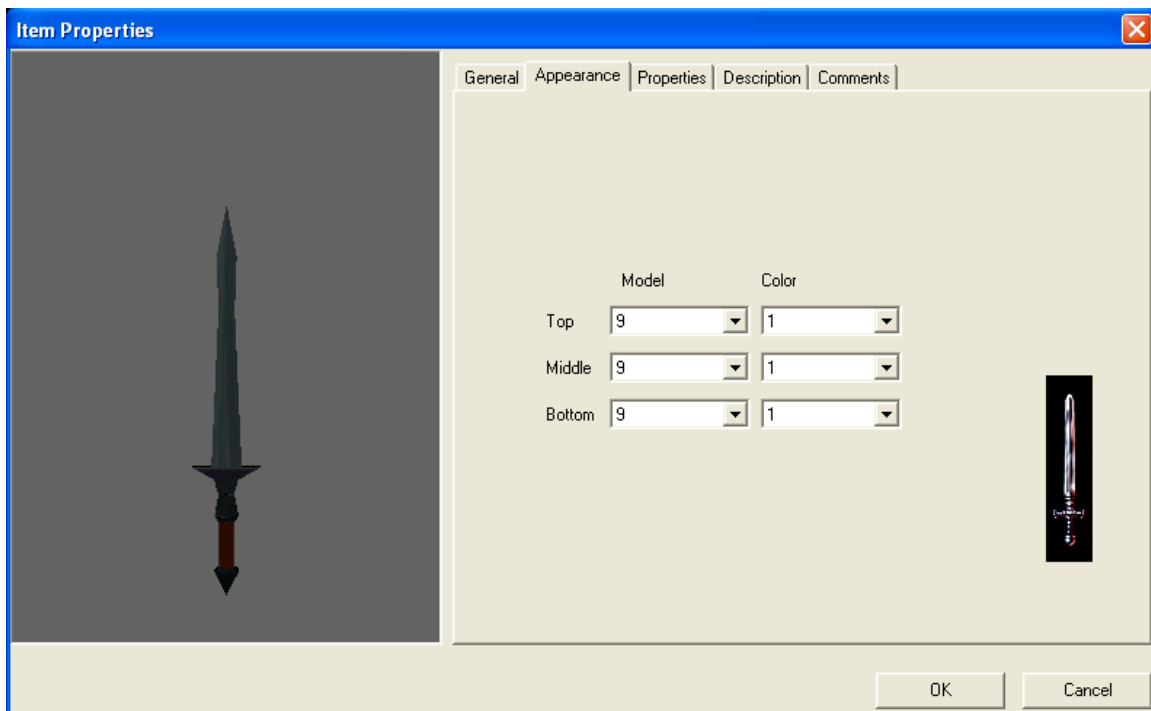 Item Properties
General Appearance Properties Description Comments
Model Color
Top 9 1
Middle 9 1
Bottom 9 1
OK Cancel